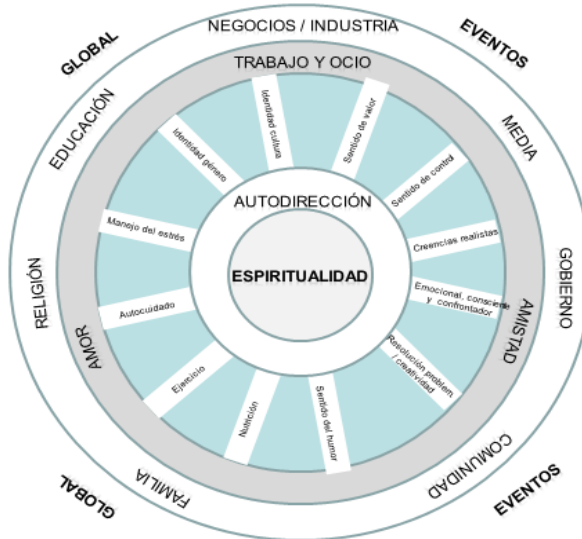 GLOBAL
NEGOCIOS / INDUSTRIA
EVENTOS
EDUCACIÓN
TRABAJO Y OCIO
MEDIA
Identidad género
Identidad cultura
Sentido de valor
Sentido de control
Manejo del estrés
AUTODIRECCIÓN
Creencias realistas
RELIGIÓN
ESPIRITUALIDAD
GOBIERNO
Autocuidado
Emocional, consciente
y confrontador
AMOR
AMISTAD
Ejercicio
Nutrición
Sentido del humor
Resolución problem.
/ creatividad
FAMILIA
COMUNIDAD
GLOBAL
EVENTOS